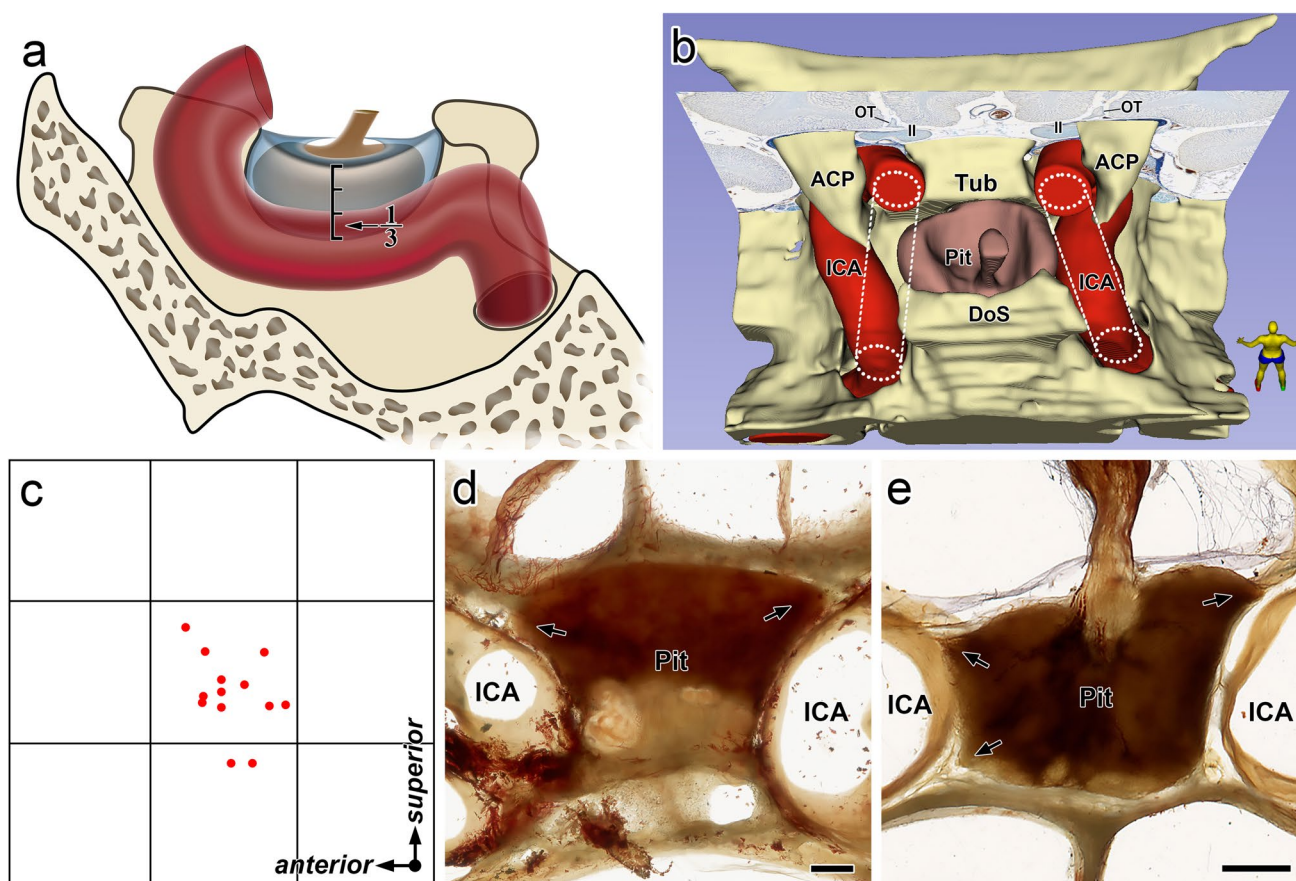 a
1
3
b
OT
II
II
OT
ACP
Tub
ACP
ICA
Pit
ICA
DoS
c
superior
anterior
d
Pit
ICA
ICA
e
ICA
Pit
ICA